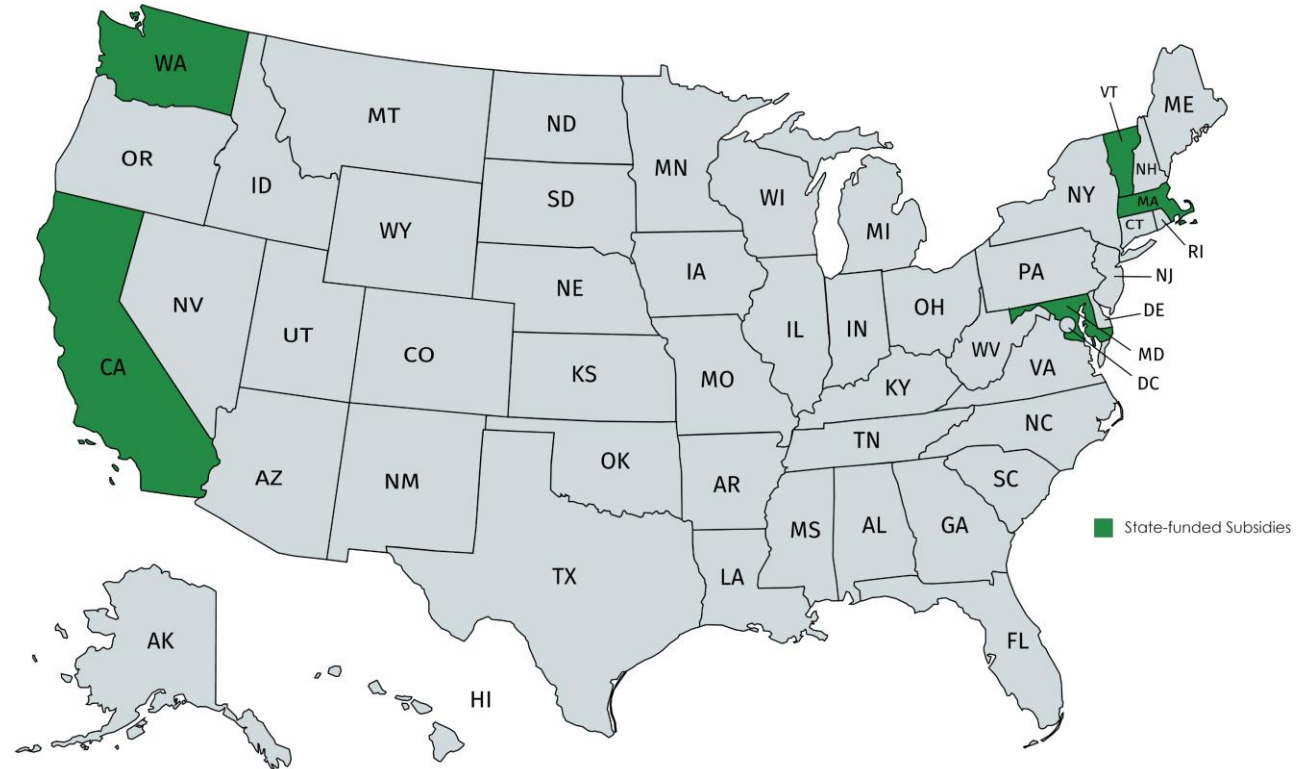 WA
MT
ND
MN
VT
ME
OR
ID
SD
WI
MI
NY
NH
MA
CT
RI
WY
IA
PA
NJ
NV
NE
IL
IN
OH
DE
UT
CO
KS
MO
WV
VA
MD
DC
CA
KY
NC
AZ
NM
OK
AR
TN
SC
MS
AL
GA
State-funded Subsidies
TX
LA
FL
AK
HI